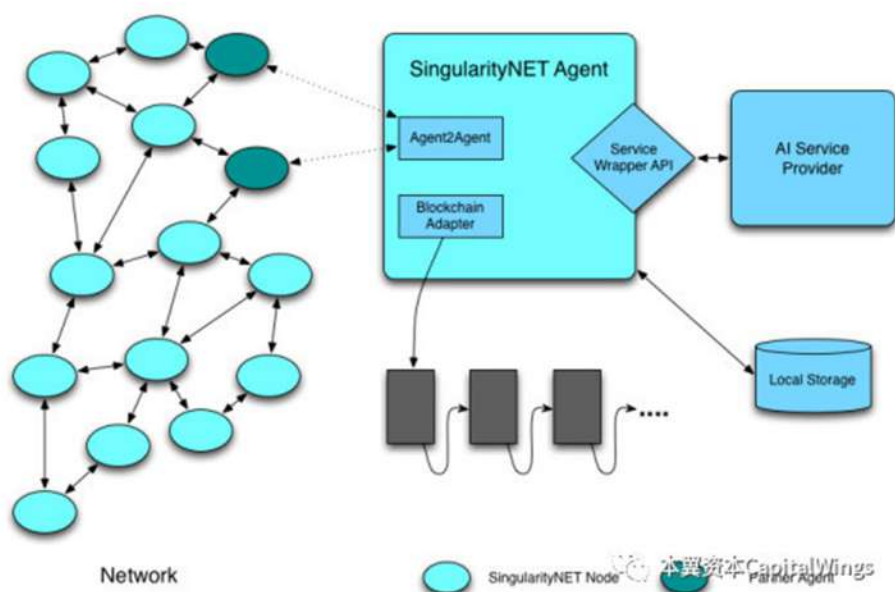 SingularityNET Agent
Agent2Agent
Service
Wrapper API
AI Service
Provider
Blockchain
Adapter
Local Storage
....
Network
SingularityNET Node
Partner Agent
本翼资本CapitalWings